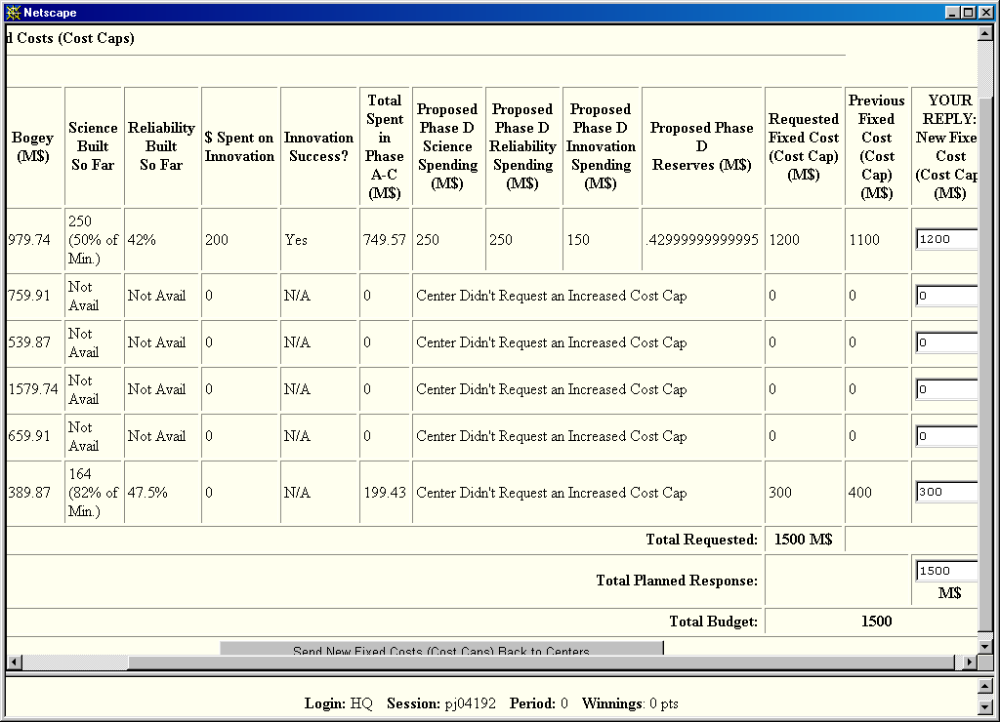 Netscape
d Costs (Cost Caps)
Bogey (M$) Science Built So Far Reliability Built So Far $ Spent on Innovation Innovation Success? Total Spent in Phase A-C (M$) Proposed Phase D Science Spending (M$) Proposed Phase D Reliability Spending (M$) Proposed Phase D Innovation Spending (M$) Proposed Phase D Reserves (M$) Requested Fixed Cost (Cost Cap) (M$) Previous Fixed Cost (Cost Cap) (M$) YOUR REPLY: New Fixe Cost (Cost Cap (M$)
979.74 250 (50% of Min.) 42% 200 Yes 749.57 250 250 150 .42999999999995 1200 1100 1200
759.91 Not Avail Not Avail 0 N/A 0 Center Didn't Request an Increased Cost Cap 0 0 0
539.87 Not Avail Not Avail 0 N/A 0 Center Didn't Request an Increased Cost Cap 0 0 0
1579.74 Not Avail Not Avail 0 N/A 0 Center Didn't Request an Increased Cost Cap 0 0 0
659.91 Not Avail Not Avail 0 N/A 0 Center Didn't Request an Increased Cost Cap 0 0 0
389.87 164 (82% of Min.) 47.5% 0 N/A 199.43 Center Didn't Request an Increased Cost Cap 300 400 300
Total Requested: 1500 M$
Total Planned Response: 1500 M$
Total Budget: 1500
Send New Fixed Costs (Cost Caps) Back to Centers
Login: HQ Session: pj04192 Period: 0 Winnings: 0 pts